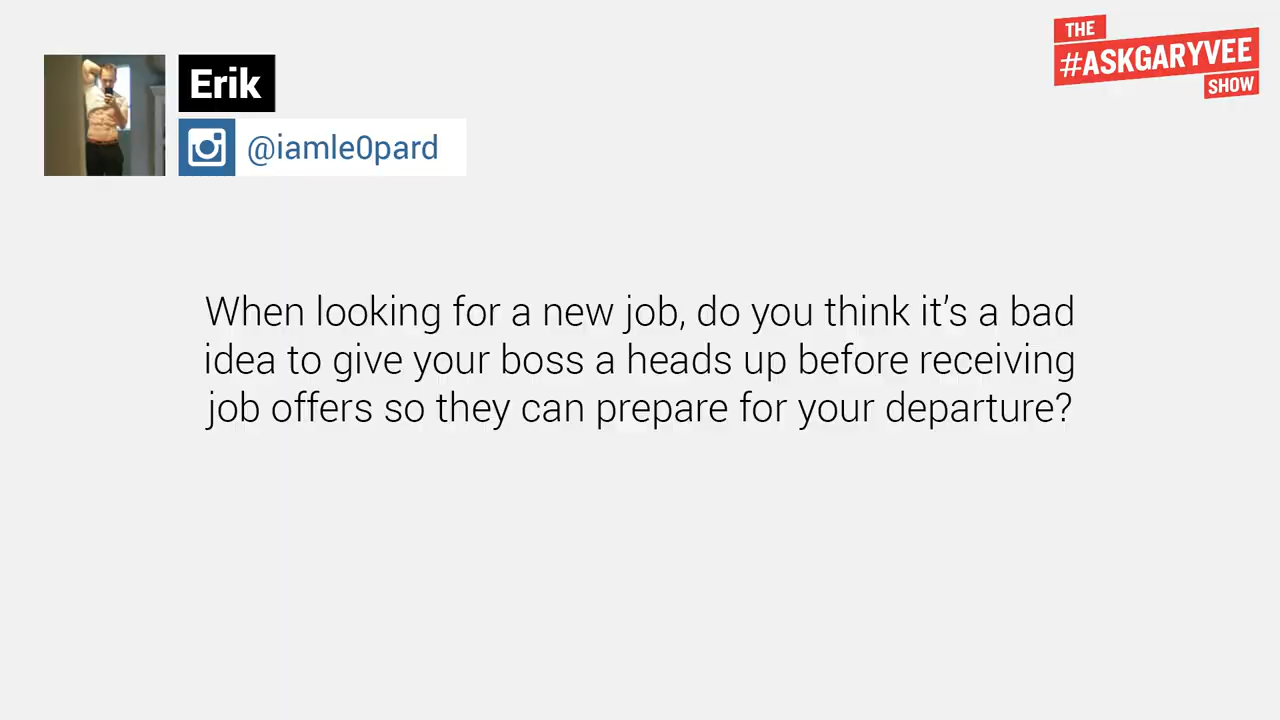 THE
#ASKGARYVEE
SHOW
Erik
@iamle0pard
When looking for a new job, do you think it’s a bad
idea to give your boss a heads up before receiving
job offers so they can prepare for your departure?